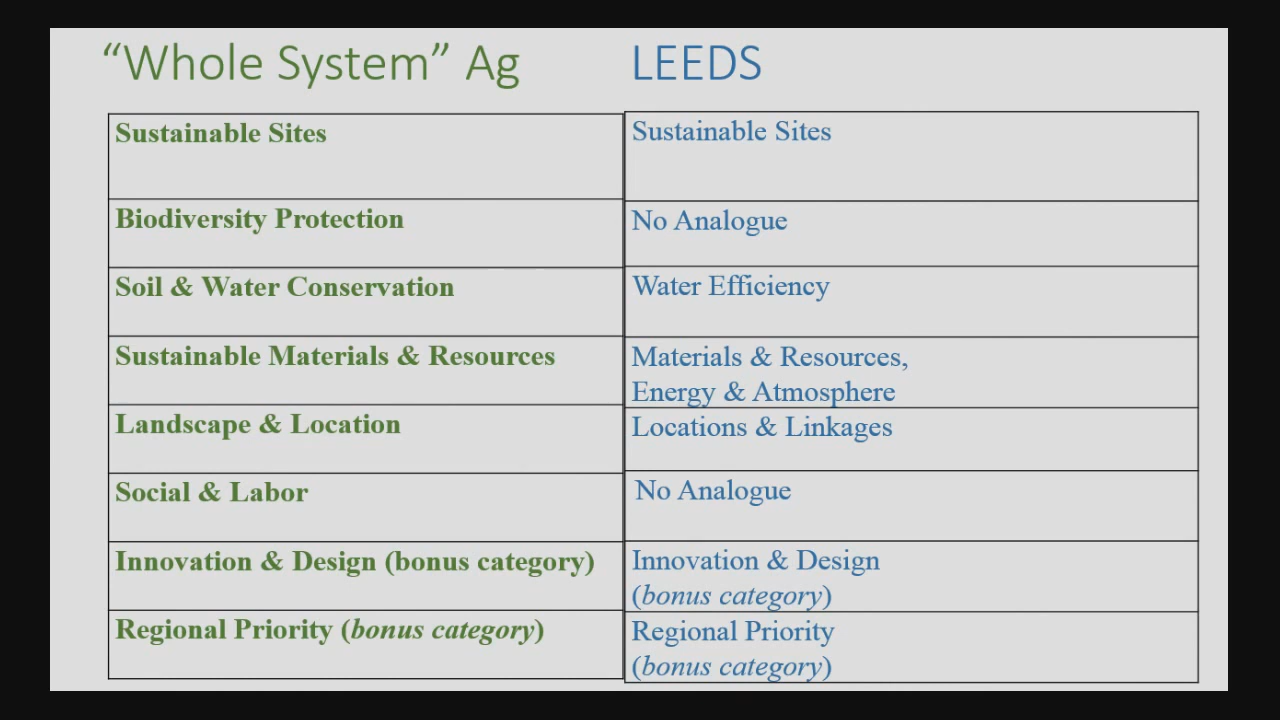 “Whole System” Ag
LEEDS
Sustainable Sites
Sustainable Sites
Biodiversity Protection
No Analogue
Soil & Water Conservation
Water Efficiency
Sustainable Materials & Resources
Materials & Resources,
Energy & Atmosphere
Landscape & Location
Locations & Linkages
Social & Labor
No Analogue
Innovation & Design (bonus category)
Innovation & Design
(bonus category)
Regional Priority (bonus category)
Regional Priority
(bonus category)